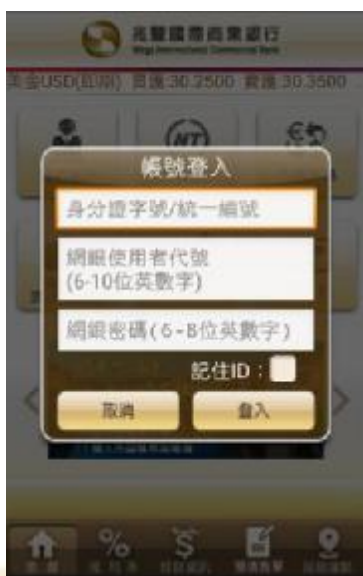 兆豐國際商業銀行
Mega International Commercial Bank
美金USD(即期) 買匯:30.2500 賣匯:30.3500
帳號登入
身分證字號/統一編號
網銀使用者代號
(6-10位英數字)
網銀密碼(6-8位英數字)
記住ID：
取消
登入